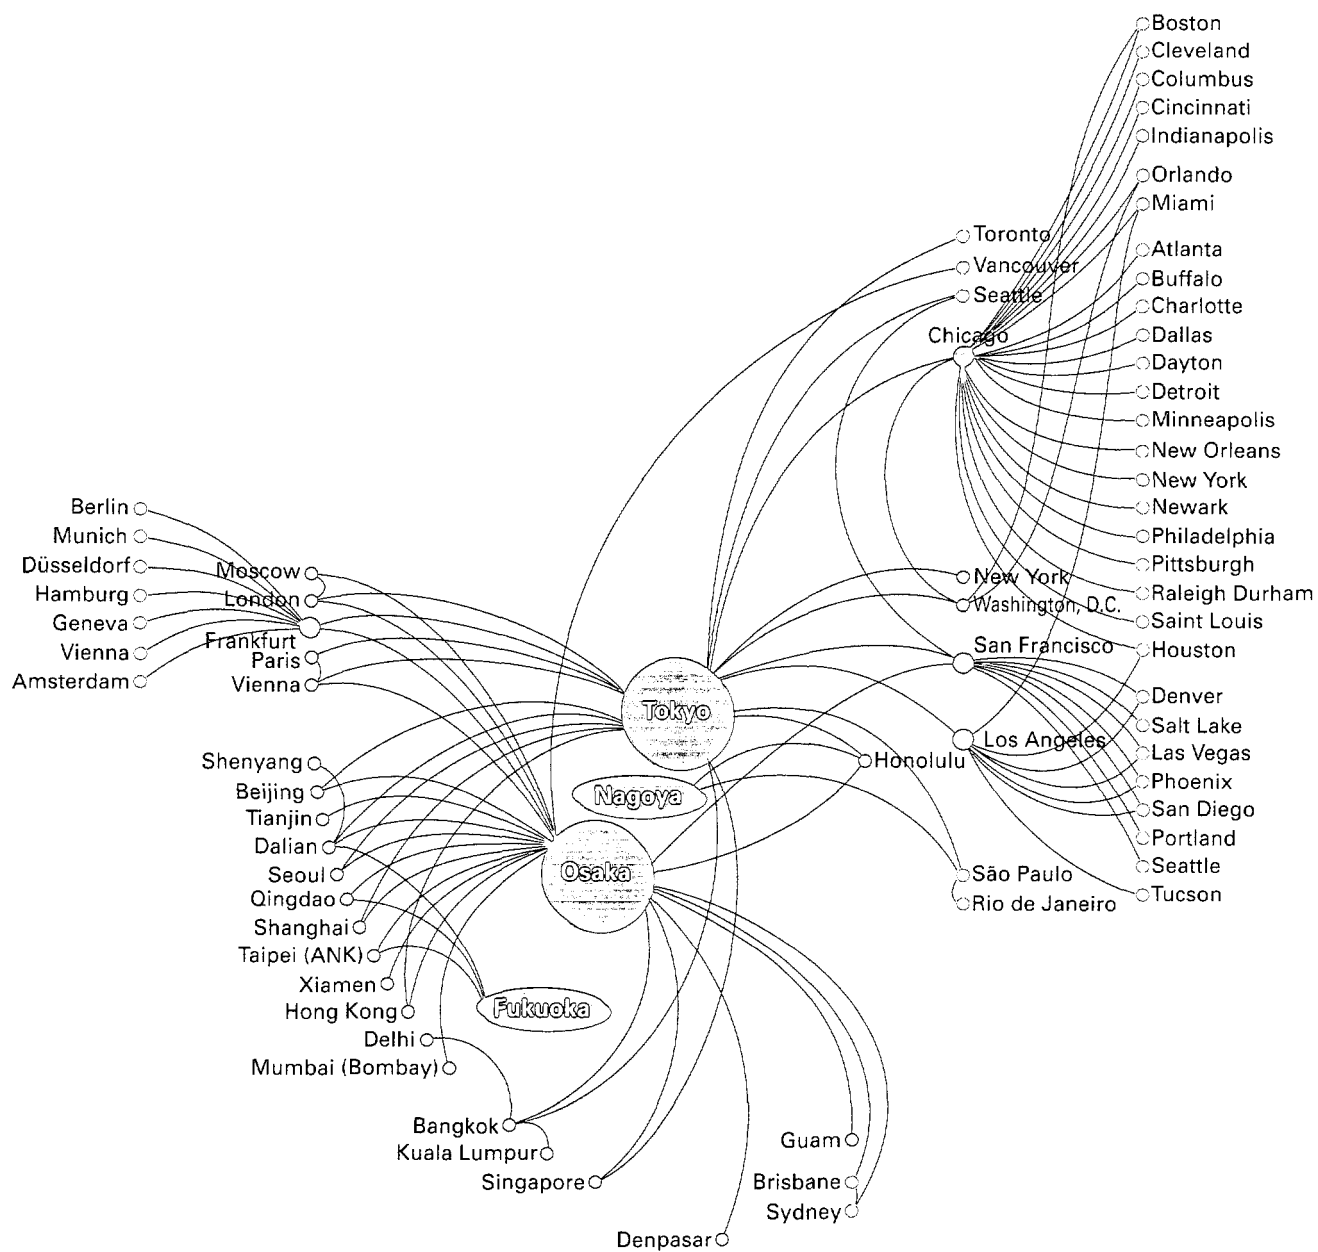 Boston
Cleveland
Columbus
Cincinnati
Indianapolis
Orlando
Miami
Toronto
Atlanta
Vancouver
Buffalo
Seattle
Charlotte
Chicago
Dallas
Dayton
Detroit
Minneapolis
New Orleans
New York
Newark
Philadelphia
Pittsburgh
Raleigh Durham
Saint Louis
Houston
Denver
Salt Lake
Las Vegas
Phoenix
San Diego
Portland
Seattle
Tucson
New York
Washington, D.C.
San Francisco
Los Angeles
Honolulu
São Paulo
Rio de Janeiro
Berlin
Munich
Düsseldorf
Hamburg
Geneva
Vienna
Amsterdam
Moscow
London
Frankfurt
Paris
Vienna
Tokyo
Nagoya
Osaka
Fukuoka
Shenyang
Beijing
Tianjin
Dalian
Seoul
Qingdao
Shanghai
Taipei (ANK)
Xiamen
Hong Kong
Delhi
Mumbai (Bombay)
Bangkok
Kuala Lumpur
Singapore
Denpasar
Guam
Brisbane
Sydney